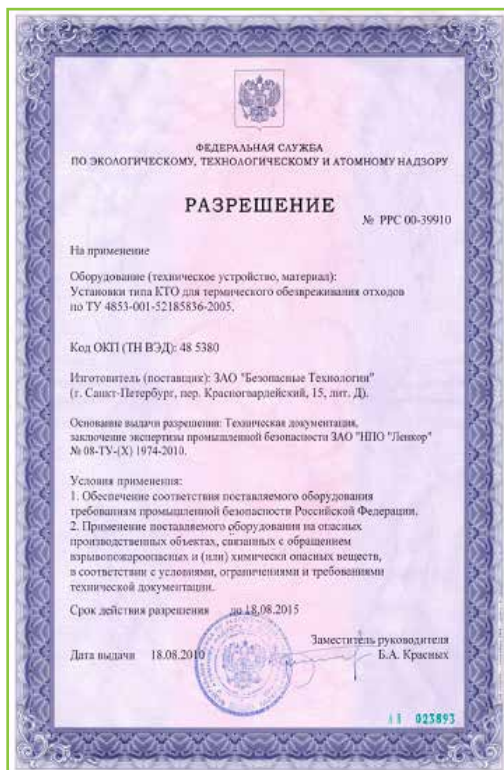 ФЕДЕРАЛЬНАЯ СЛУЖБА
ПО ЭКОЛОГИЧЕСКОМУ, ТЕХНОЛОГИЧЕСКОМУ И АТОМНОМУ НАДЗОРУ
РАЗРЕШЕНИЕ
№ РРС 00-39910
На применение
Оборудование (техническое устройство, материал):
Установки типа КТО для термического обезвреживания отходов
по ТУ 4853-001-52185836-2005.
Код ОКП (ТН ВЭД): 48 5380
Изготовитель (поставщик): ЗАО "Безопасные Технологии"
(г. Санкт-Петербург, пер. Красногвардейский, 15, лит. Д).
Основание выдачи разрешения: Техническая документация,
заключение экспертизы промышленной безопасности ЗАО "НПО "Ленкор"
№ 08-ТУ-(Х) 1974-2010.
Условия применения:
1. Обеспечение соответствия поставляемого оборудования
требованиям промышленной безопасности Российской Федерации.
2. Применение поставляемого оборудования на опасных
производственных объектах, связанных с обращением
взрывопожароопасных и (или) химически опасных веществ,
в соответствии с условиями, ограничениями и требованиями
технической документации.
Срок действия разрешения до 18.08.2015
Заместитель руководителя
Дата выдачи 18.08.2010 Б.А. Красных
023893